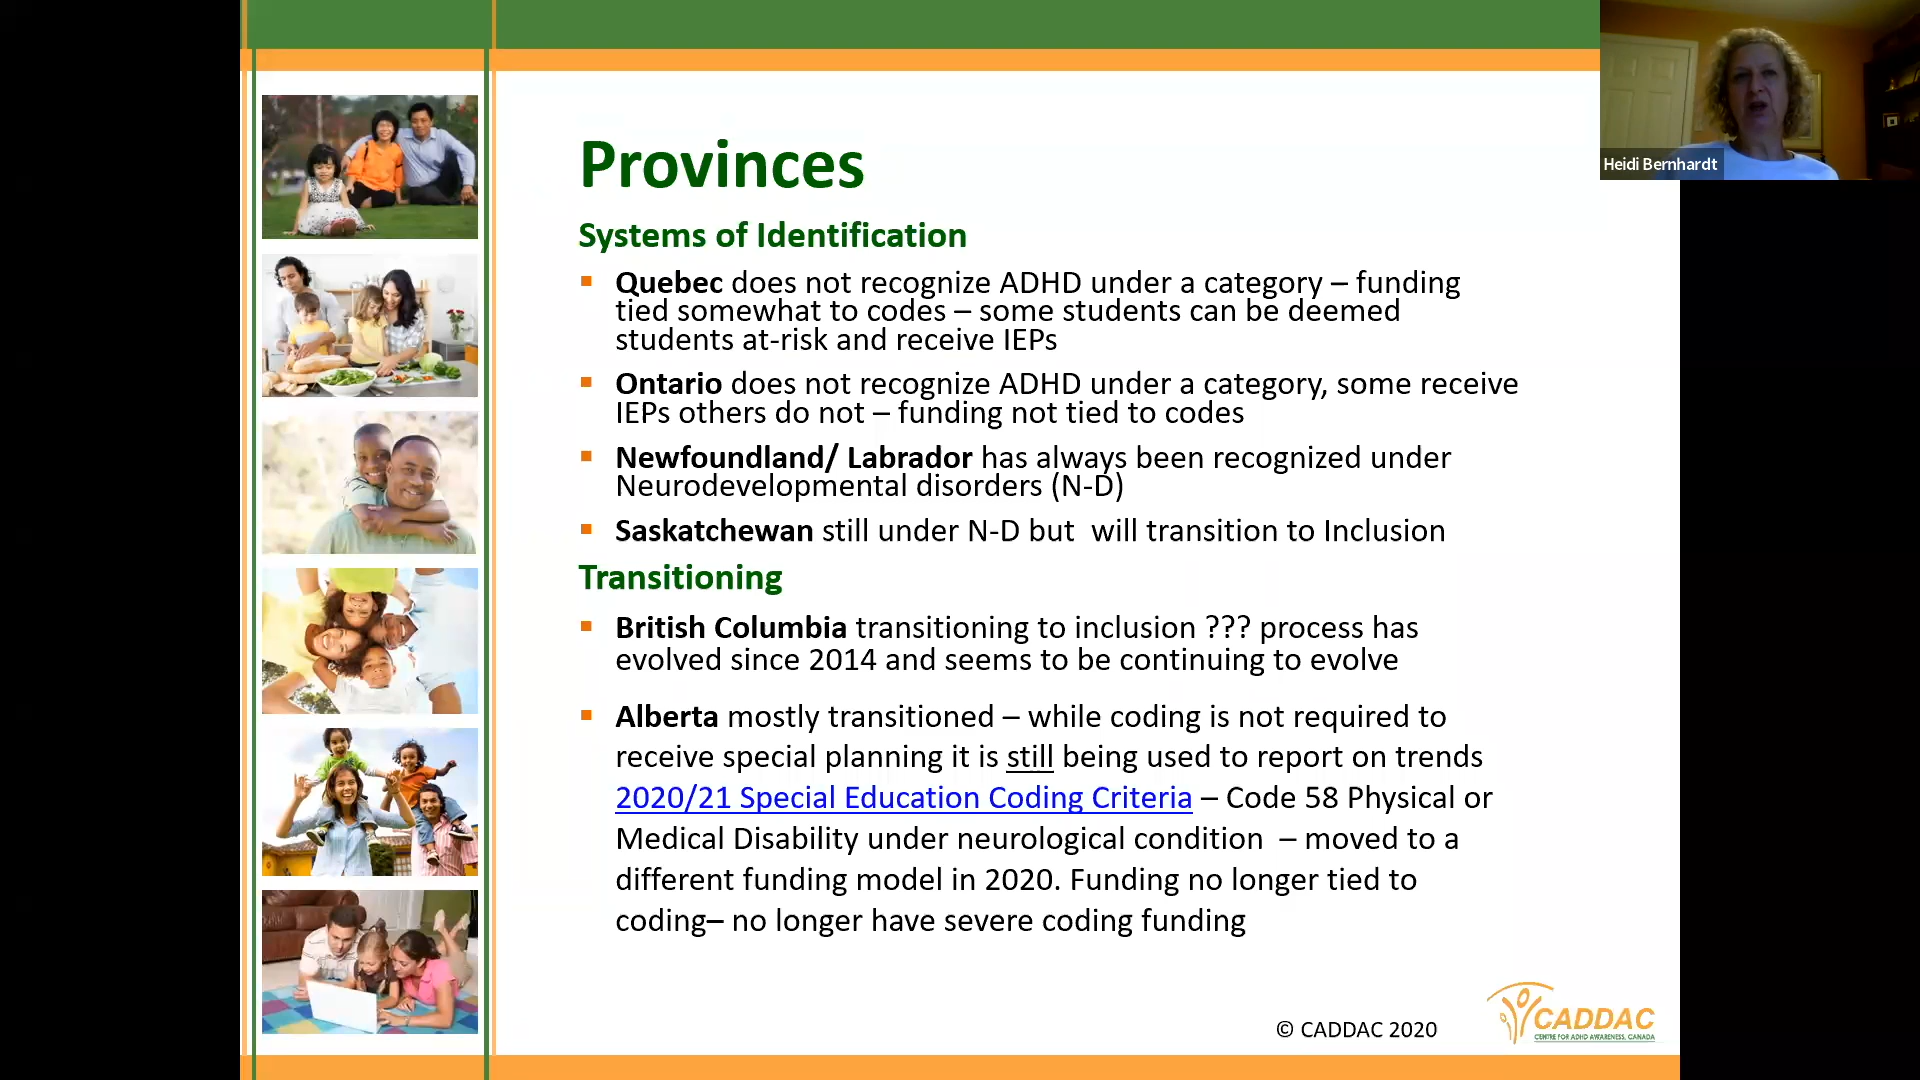 Provinces
Systems of Identification
Quebec does not recognize ADHD under a category – funding
tied somewhat to codes – some students can be deemed
students at-risk and receive IEPs
Ontario does not recognize ADHD under a category, some receive
IEPs others do not – funding not tied to codes
Newfoundland/ Labrador has always been recognized under
Neurodevelopmental disorders (N-D)
Saskatchewan still under N-D but  will transition to Inclusion
Transitioning
British Columbia transitioning to inclusion ??? process has
evolved since 2014 and seems to be continuing to evolve
Alberta mostly transitioned – while coding is not required to
receive special planning it is still being used to report on trends
2020/21 Special Education Coding Criteria – Code 58 Physical or
Medical Disability under neurological condition  – moved to a
different funding model in 2020. Funding no longer tied to
coding– no longer have severe coding funding
© CADDAC 2020
CADDAC
CENTRE FOR ADHD AWARENESS, CANADA
Heidi Bernhardt